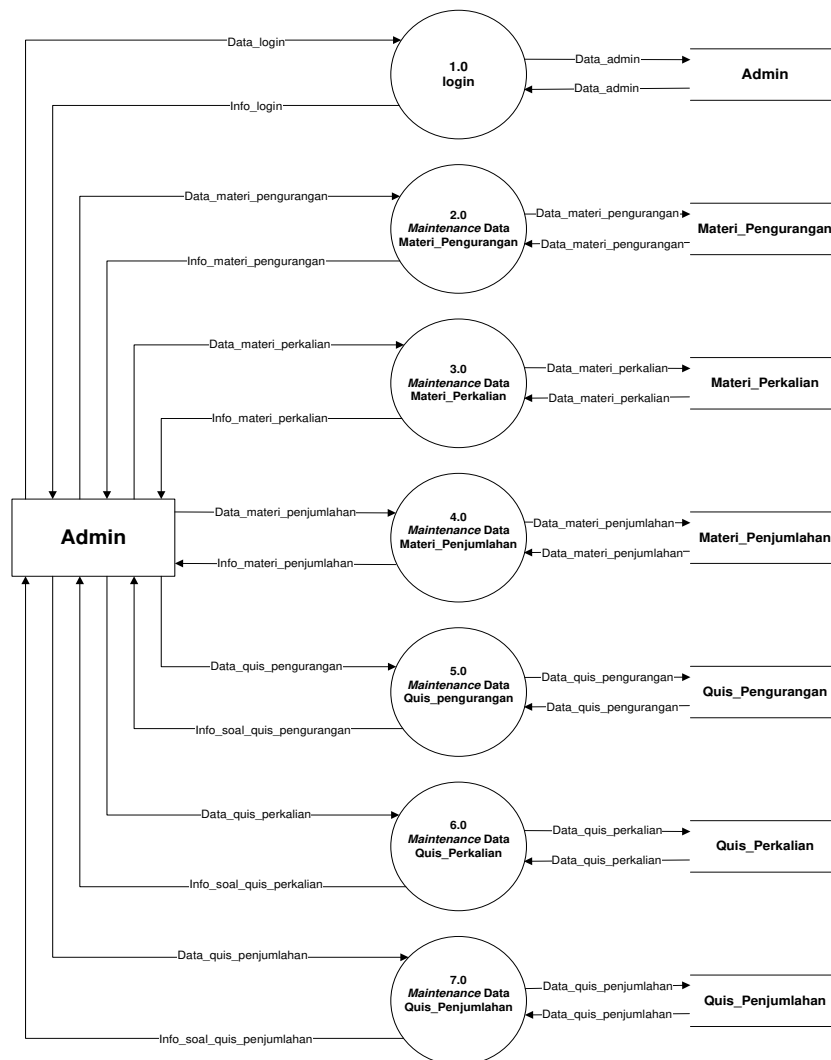 Data_login
1.0
login
Data_admin
Admin
Data_admin
Info_login
Data_materi_pengurangan
2.0
Maintenance Data
Materi_Pengurangan
Data_materi_pengurangan
Materi_Pengurangan
Data_materi_pengurangan
Info_materi_pengurangan
Data_materi_perkalian
3.0
Maintenance Data
Materi_Perkalian
Data_materi_perkalian
Materi_Perkalian
Data_materi_perkalian
Info_materi_perkalian
Admin
Data_materi_penjumlahan
4.0
Maintenance Data
Materi_Penjumlahan
Data_materi_penjumlahan
Materi_Penjumlahan
Data_materi_penjumlahan
Info_materi_penjumlahan
Data_quis_pengurangan
5.0
Maintenance Data
Quis_pengurangan
Data_quis_pengurangan
Quis_Pengurangan
Data_quis_pengurangan
Info_soal_quis_pengurangan
Data_quis_perkalian
6.0
Maintenance Data
Quis_Perkalian
Data_quis_perkalian
Quis_Perkalian
Data_quis_perkalian
Info_soal_quis_perkalian
Data_quis_penjumlahan
7.0
Maintenance Data
Quis_Penjumlahan
Data_quis_penjumlahan
Quis_Penjumlahan
Data_quis_penjumlahan
Info_soal_quis_penjumlahan